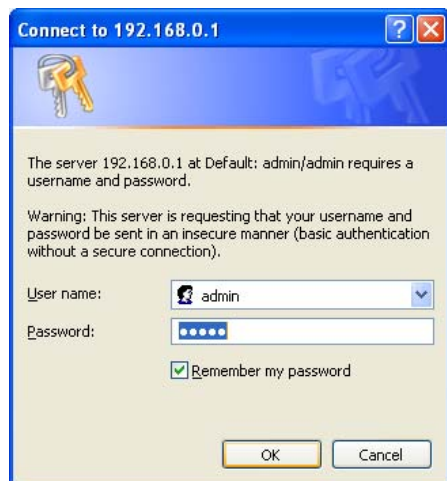 Connect to 192.168.0.1
The server 192.168.0.1 at Default: admin/admin requires a
username and password.
Warning: This server is requesting that your username and
password be sent in an insecure manner (basic authentication
without a secure connection).
User name: admin
Password: •••••
Remember my password
OK Cancel